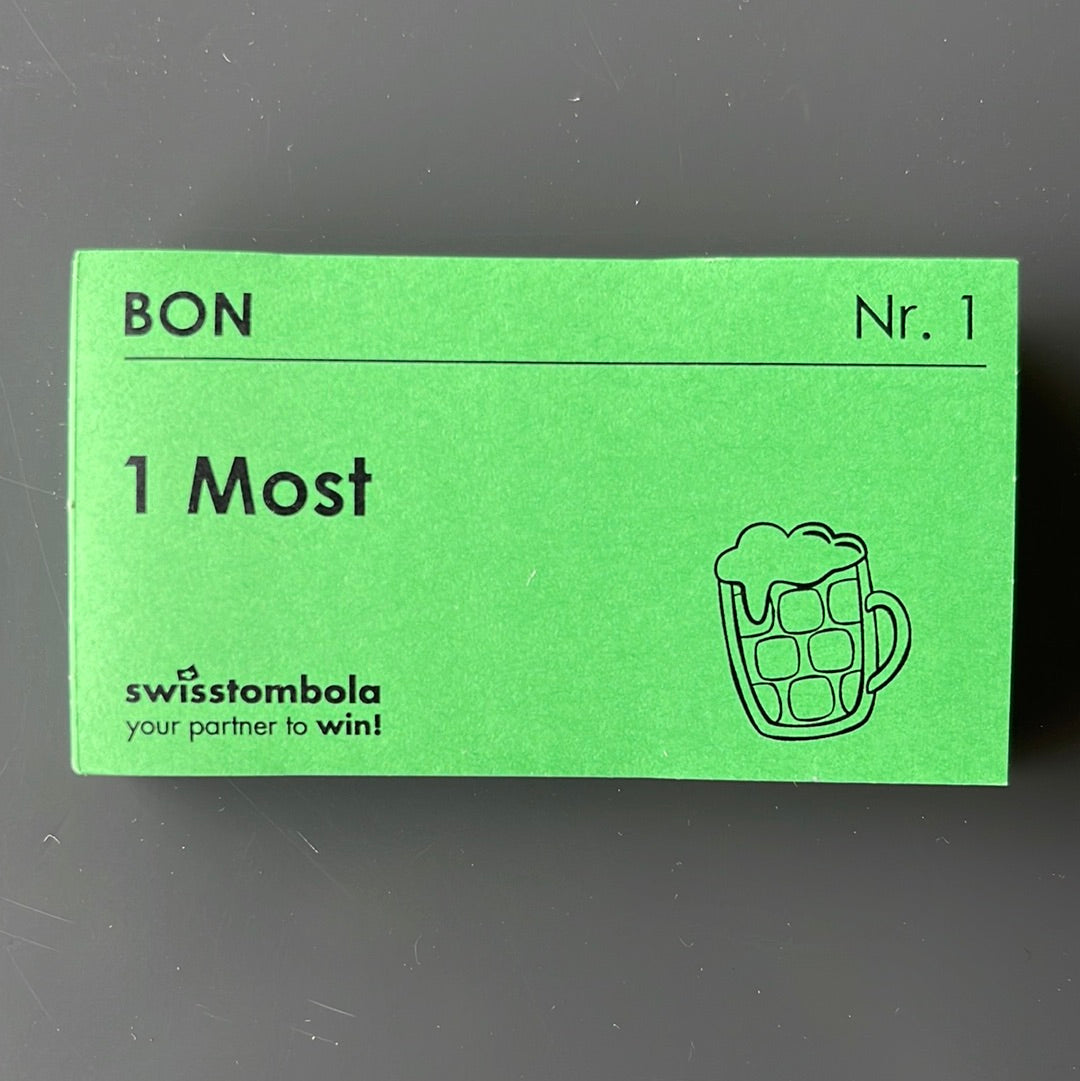 BON
Nr. 1
1 Most
swisstombola
your partner to win!